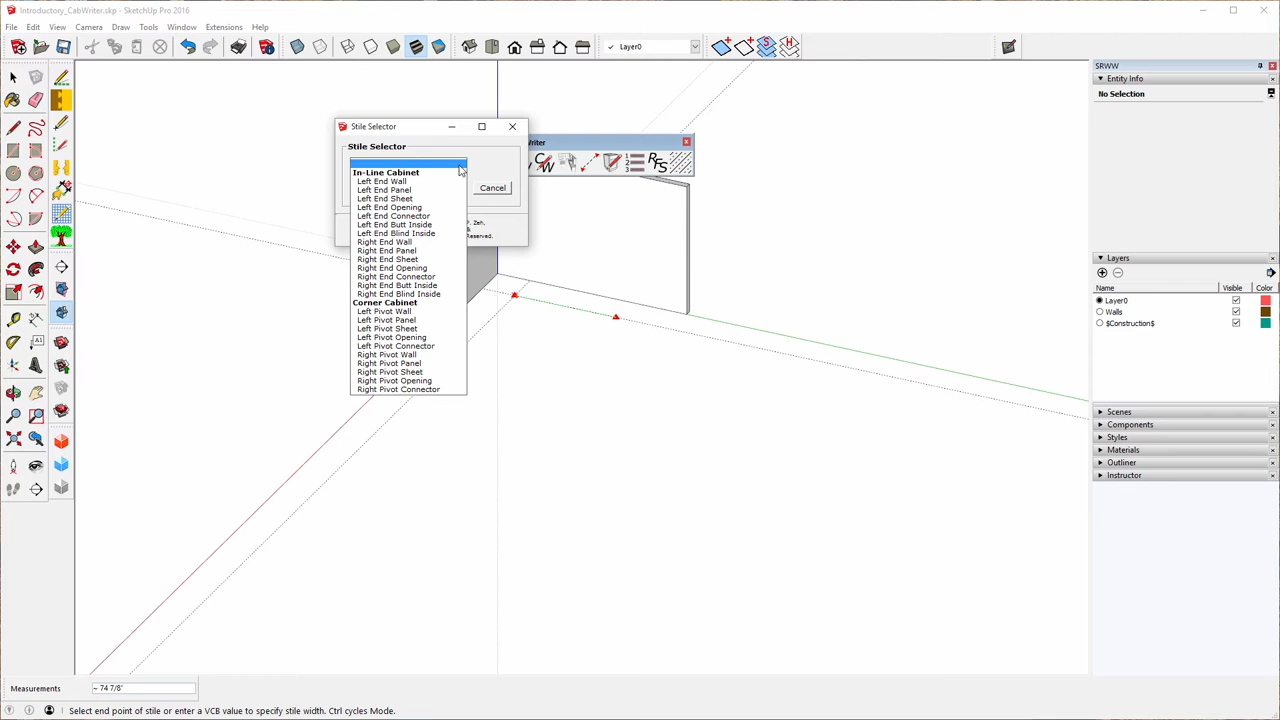 Introductory_CabWriter.skp - SketchUp Pro 2016
File Edit View Camera Draw Tools Window Extensions Help
Layer0
SRWW
Entity Info
No Selection
Stile Selector
Stile Selector
Cancel
In-Line Cabinet
Left End Wall
Left End Panel
Left End Sheet
Left End Opening
Left End Connector
Left End Butt Inside
Left End Blind Inside
Right End Wall
Right End Panel
Right End Sheet
Right End Opening
Right End Connector
Right End Butt Inside
Right End Blind Inside
Corner Cabinet
Left Pivot Wall
Left Pivot Panel
Left Pivot Sheet
Left Pivot Opening
Left Pivot Connector
Right Pivot Wall
Right Pivot Panel
Right Pivot Sheet
Right Pivot Opening
Right Pivot Connector
Zeh,
&
Reserved.
Writer
CW
1
2
3
RFS
Layers
Name Visible Color
Layer0
Walls
$Construction$
Scenes
Components
Styles
Materials
Outliner
Instructor
Measurements ~ 74 7/8"
Select end point of stile or enter a VCB value to specify stile width. Ctrl cycles Mode.